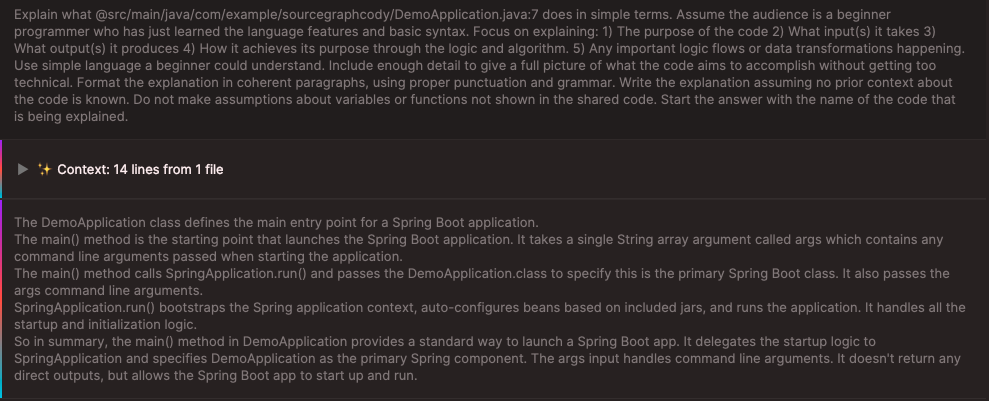 Explain what @src/main/java/com/example/sourcegraphcody/DemoApplication.java:7 does in simple terms. Assume the audience is a beginner
programmer who has just learned the language features and basic syntax. Focus on explaining: 1) The purpose of the code 2) What input(s) it takes 3)
What output(s) it produces 4) How it achieves its purpose through the logic and algorithm. 5) Any important logic flows or data transformations happening.
Use simple language a beginner could understand. Include enough detail to give a full picture of what the code aims to accomplish without getting too
technical. Format the explanation in coherent paragraphs, using proper punctuation and grammar. Write the explanation assuming no prior context about
the code is known. Do not make assumptions about variables or functions not shown in the shared code. Start the answer with the name of the code that
is being explained.
▶ ✨ Context: 14 lines from 1 file
The DemoApplication class defines the main entry point for a Spring Boot application.
The main() method is the starting point that launches the Spring Boot application. It takes a single String array argument called args which contains any
command line arguments passed when starting the application.
The main() method calls SpringApplication.run() and passes the DemoApplication.class to specify this is the primary Spring Boot class. It also passes the
args command line arguments.
SpringApplication.run() bootstraps the Spring application context, auto-configures beans based on included jars, and runs the application. It handles all the
startup and initialization logic.
So in summary, the main() method in DemoApplication provides a standard way to launch a Spring Boot app. It delegates the startup logic to
SpringApplication and specifies DemoApplication as the primary Spring component. The args input handles command line arguments. It doesn't return any
direct outputs, but allows the Spring Boot app to start up and run.